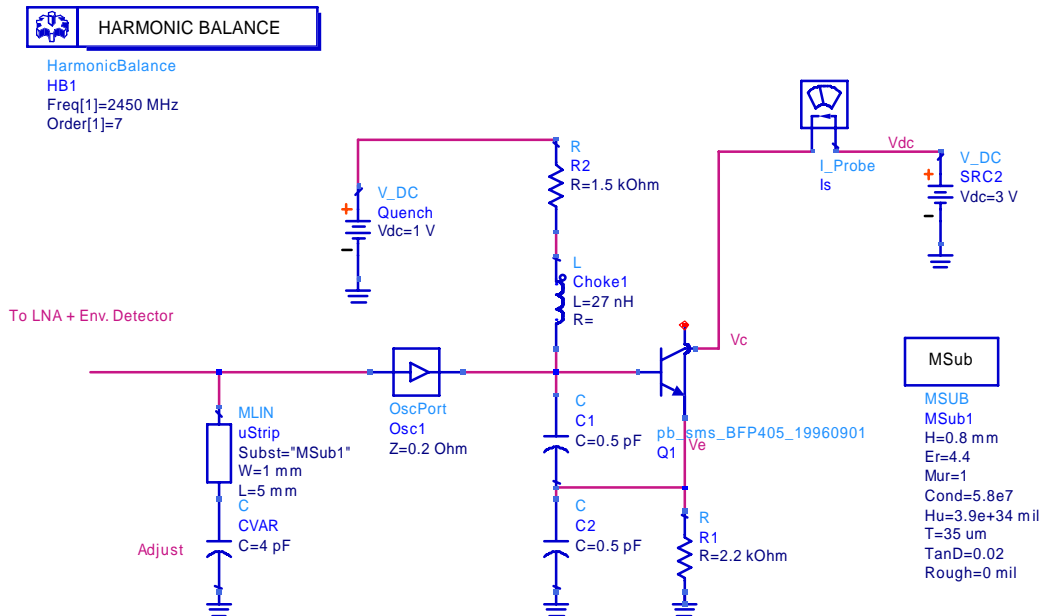 HARMONIC BALANCE
HarmonicBalance
HB1
Freq[1]=2450 MHz
Order[1]=7
R
R2
R=1.5 kOhm
V_DC
Quench
Vdc=1 V
+
−
L
Choke1
L=27 nH
R=
I_Probe
Is
Vdc
V_DC
SRC2
Vdc=3 V
+
−
To LNA + Env. Detector
Vc
MLIN
uStrip
Subst="MSub1"
W=1 mm
L=5 mm
C
CVAR
C=4 pF
Adjust
OscPort
Osc1
Z=0.2 Ohm
C
C1
C=0.5 pF
pb_sms_BFP405_19960901
Q1
Ve
C
C2
C=0.5 pF
R
R1
R=2.2 kOhm
MSub
MSUB
MSub1
H=0.8 mm
Er=4.4
Mur=1
Cond=5.8e7
Hu=3.9e+34 mil
T=35 um
TanD=0.02
Rough=0 mil